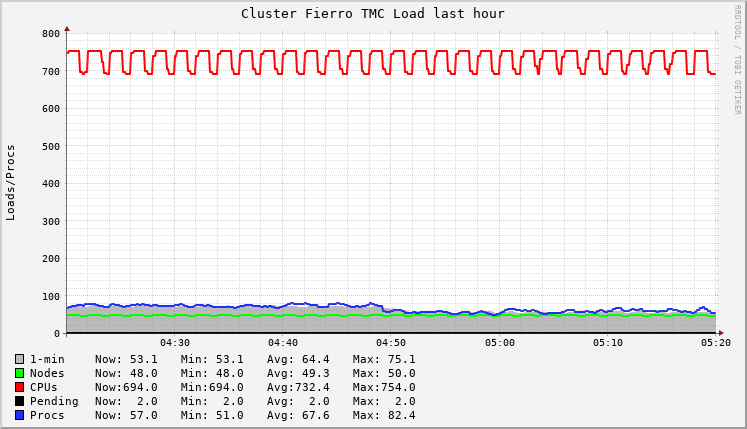 Cluster Fierro TMC Load last hour
RRDTOOL / TOBI OETIKER
Loads/Procs
800
700
600
500
400
300
200
100
0
04:30 04:40 04:50 05:00 05:10 05:20
1-min Now: 53.1 Min: 53.1 Avg: 64.4 Max: 75.1
Nodes Now: 48.0 Min: 48.0 Avg: 49.3 Max: 50.0
CPUs Now:694.0 Min:694.0 Avg:732.4 Max:754.0
Pending Now: 2.0 Min: 2.0 Avg: 2.0 Max: 2.0
Procs Now: 57.0 Min: 51.0 Avg: 67.6 Max: 82.4